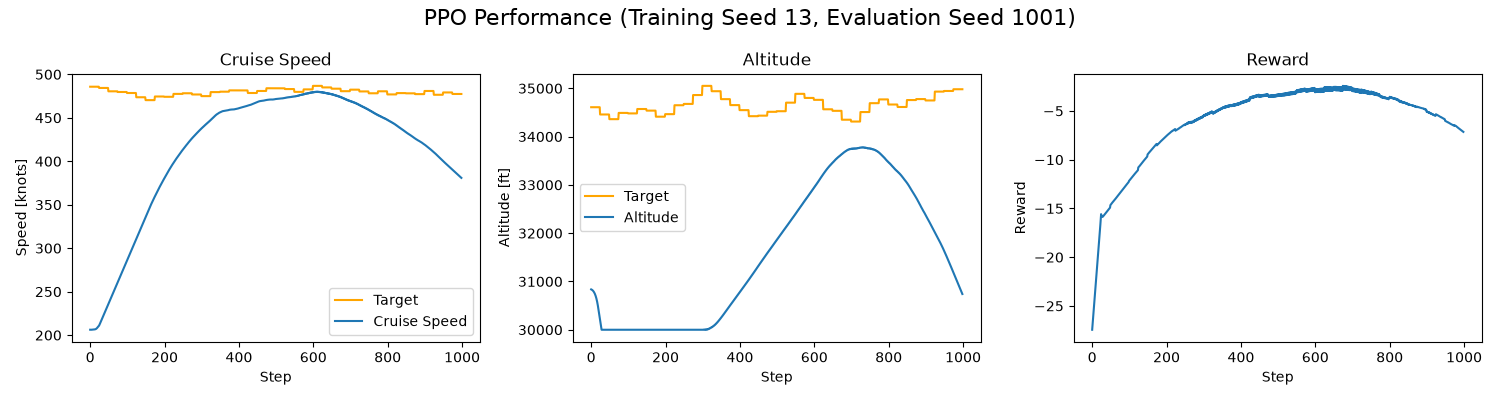 PPO Performance (Training Seed 13, Evaluation Seed 1001)
Cruise Speed
500
450
400
350
300
250
200
Speed [knots]
Target
Cruise Speed
0 200 400 600 800 1000
Step
Altitude
35000
34000
33000
32000
31000
30000
Altitude [ft]
Target
Altitude
0 200 400 600 800 1000
Step
Reward
−5
−10
−15
−20
−25
Reward
0 200 400 600 800 1000
Step